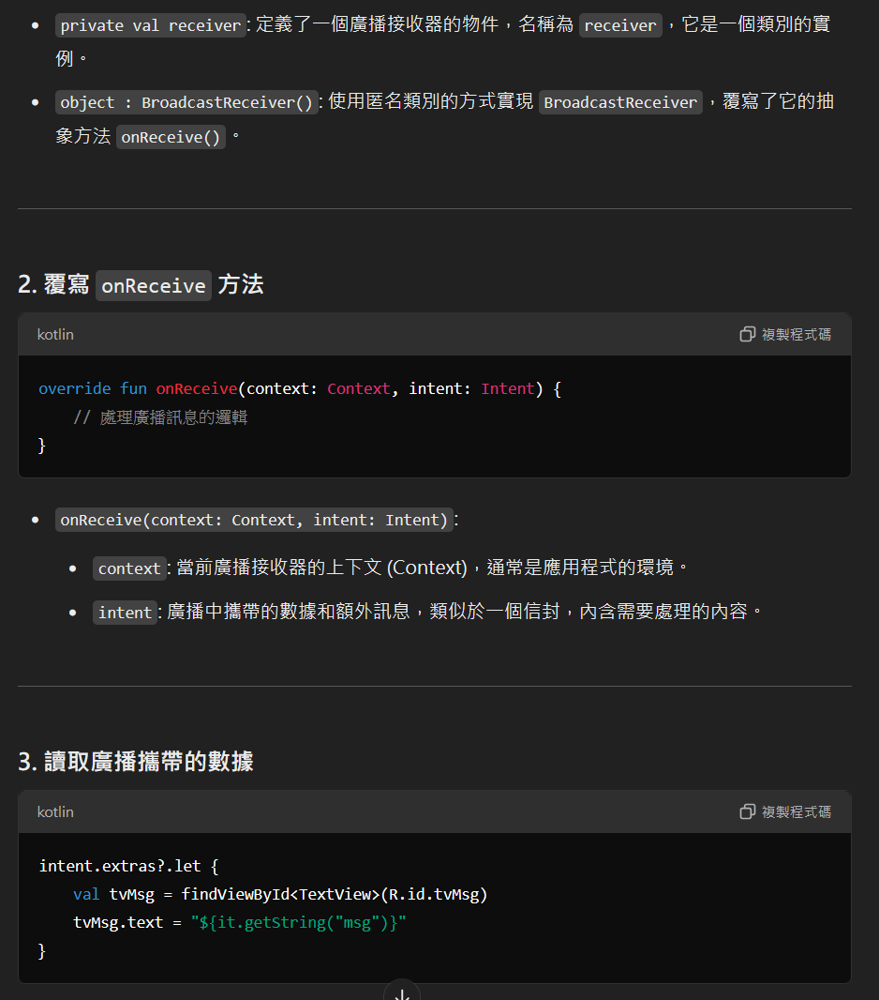 private val receiver: 定義了一個廣播接收器的物件，名稱為 receiver ，它是一個類別的實
例。
object : BroadcastReceiver(): 使用匿名類別的方式實現 BroadcastReceiver ，覆寫了它的抽
象方法 onReceive() 。
2. 覆寫 onReceive 方法
kotlin
複製程式碼
override fun onReceive(context: Context, intent: Intent) {
// 處理廣播訊息的邏輯
}
onReceive(context: Context, intent: Intent):
context: 當前廣播接收器的上下文 (Context)，通常是應用程式的環境。
intent: 廣播中攜帶的數據和額外訊息，類似於一個信封，內含需要處理的內容。
3. 讀取廣播攜帶的數據
kotlin
複製程式碼
intent.extras?.let {
val tvMsg = findViewById<TextView>(R.id.tvMsg)
tvMsg.text = "${it.getString("msg")}"
}